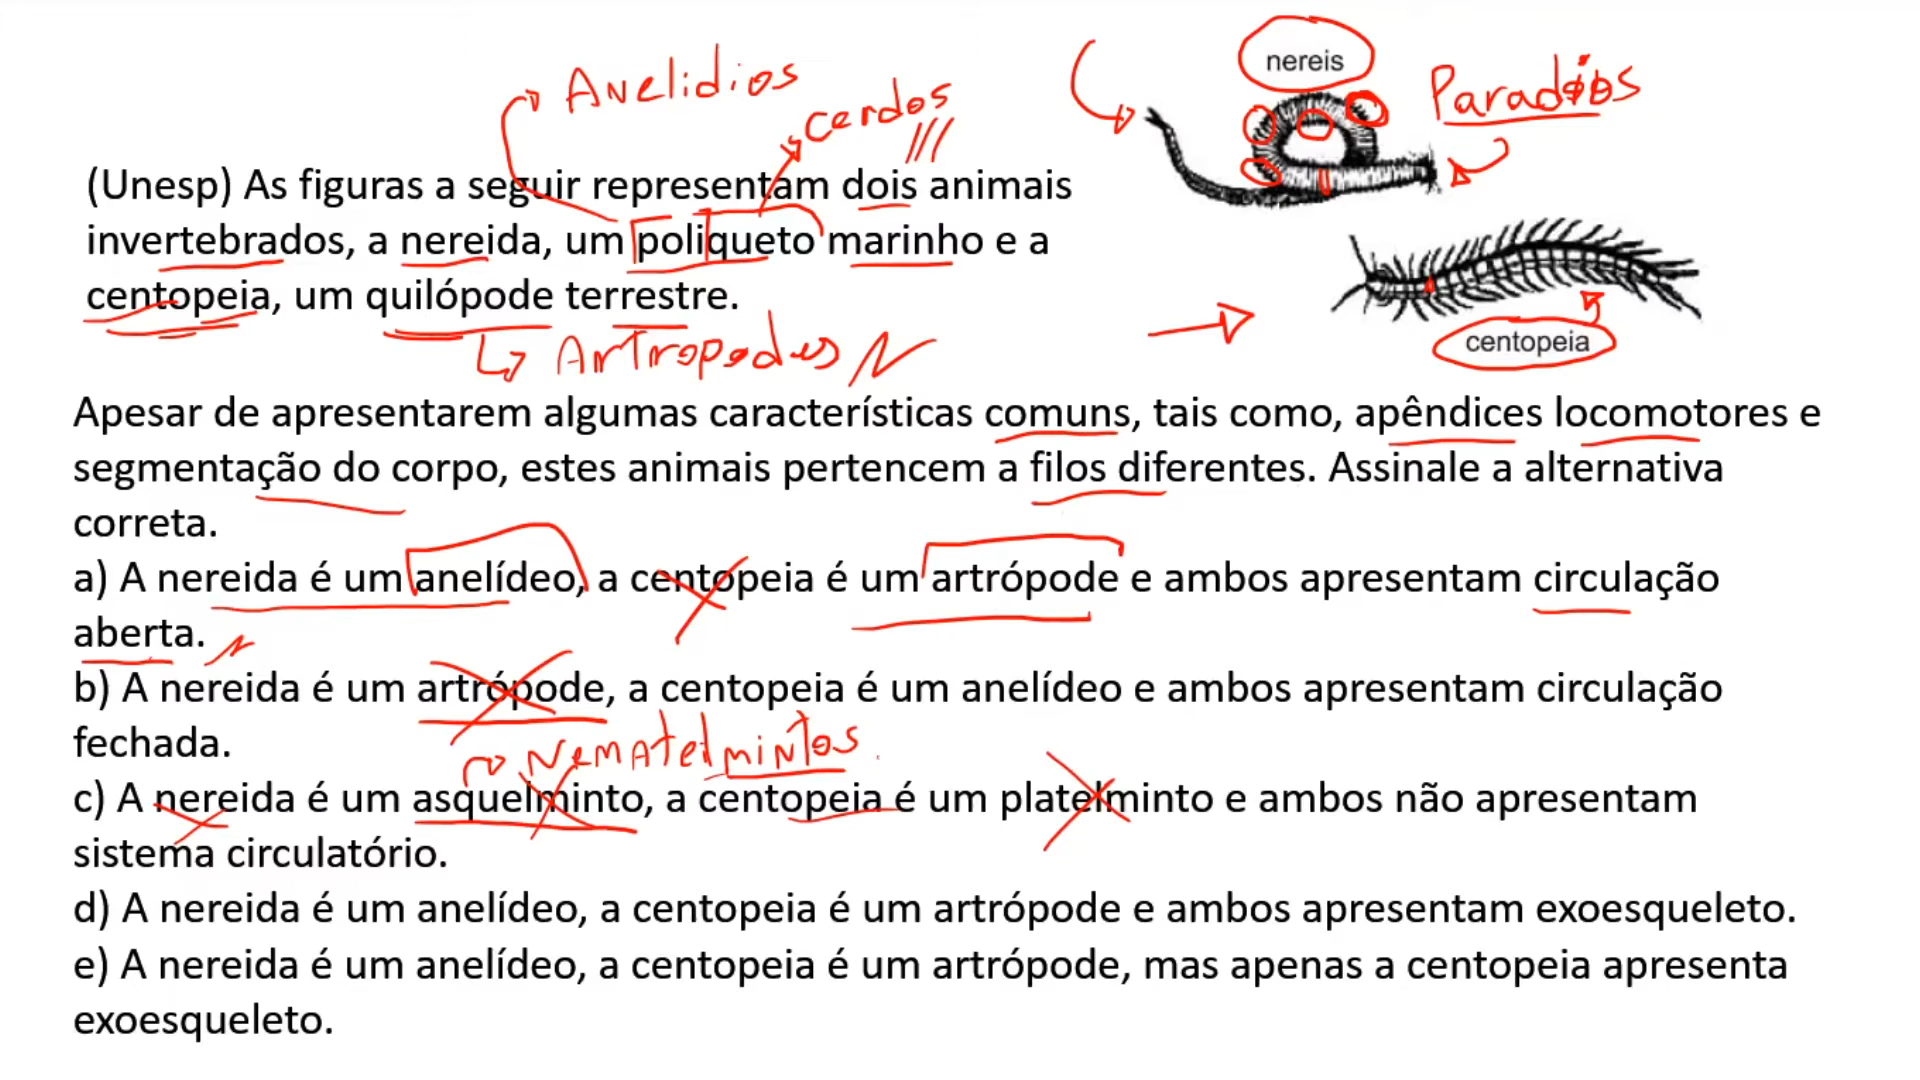 Anelidios
cerdos
nereis
Paradios
(Unesp) As figuras a seguir representam dois animais
invertebrados, a nereida, um poliqueto marinho e a
centopeia, um quilópode terrestre.
Artropodes
centopeia
Apesar de apresentarem algumas características comuns, tais como, apêndices locomotores e
segmentação do corpo, estes animais pertencem a filos diferentes. Assinale a alternativa
correta.
a) A nereida é um anelídeo, a centopeia é um artrópode e ambos apresentam circulação
aberta.
b) A nereida é um artrópode, a centopeia é um anelídeo e ambos apresentam circulação
fechada.
Nematelmintos
c) A nereida é um asquelminto, a centopeia é um platelminto e ambos não apresentam
sistema circulatório.
d) A nereida é um anelídeo, a centopeia é um artrópode e ambos apresentam exoesqueleto.
e) A nereida é um anelídeo, a centopeia é um artrópode, mas apenas a centopeia apresenta
exoesqueleto.